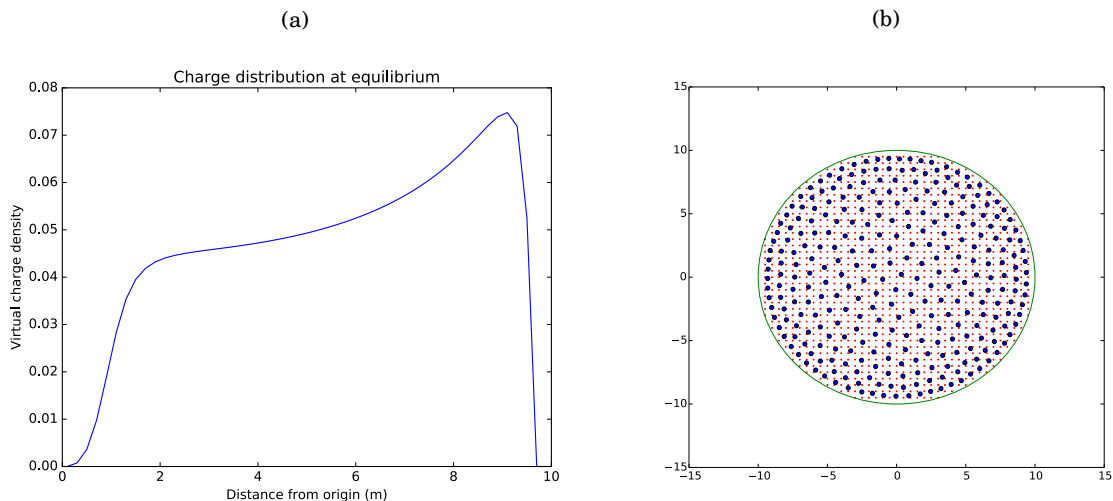 (a)
Charge distribution at equilibrium
0.08
0.07
0.06
0.05
0.04
0.03
0.02
0.01
0.00
Virtual charge density
0 2 4 6 8 10
Distance from origin (m)
(b)
15
10
5
0
−5
−10
−15
−15 −10 −5 0 5 10 15